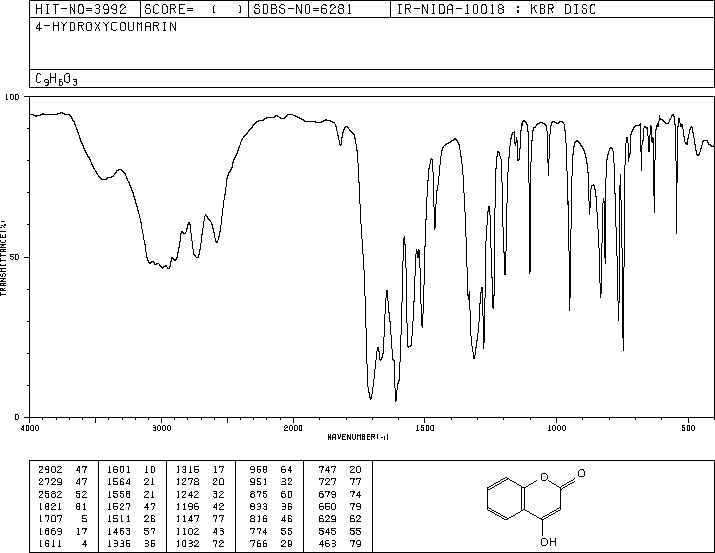 HIT-NO=3992 SCORE= ( ) SDBS-NO=6281 IR-NIDA-10018 : KBR DISC
4-HYDROXYCOUMARIN
C9H6O3
100
50
0
TRANSMITTANCE(%)
4000 3000 2000 1500 1000 500
WAVENUMBER(-1)
2902 47 1601 10 1316 17 968 64 747 20
2729 47 1564 21 1278 20 951 32 727 77
2582 52 1558 21 1242 32 875 60 679 74
1821 81 1527 47 1196 42 833 36 650 79
1707 5 1511 26 1147 77 816 46 629 62
1669 17 1463 57 1102 43 774 55 545 55
1611 4 1336 36 1032 72 766 29 463 79
O O
OH